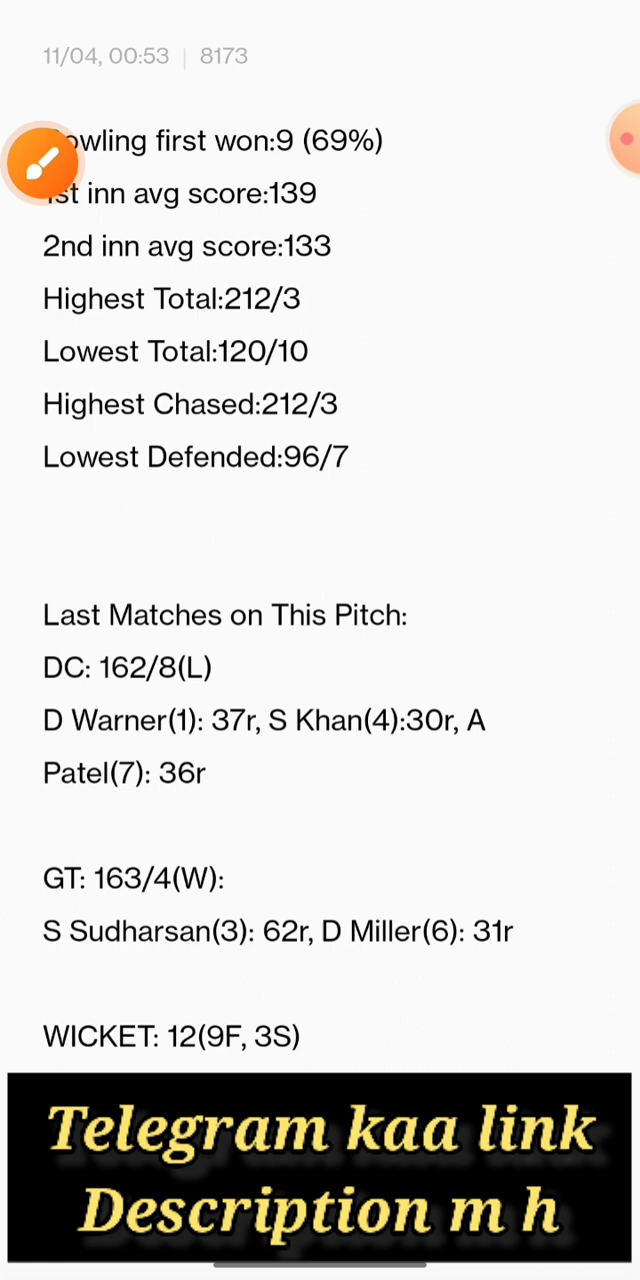 11/04, 00:53 | 8173
owling first won:9 (69%)
1st inn avg score:139
2nd inn avg score:133
Highest Total:212/3
Lowest Total:120/10
Highest Chased:212/3
Lowest Defended:96/7
Last Matches on This Pitch:
DC: 162/8(L)
D Warner(1): 37r, S Khan(4):30r, A
Patel(7): 36r
GT: 163/4(W):
S Sudharsan(3): 62r, D Miller(6): 31r
WICKET: 12(9F, 3S)
Telegram kaa link
Description m h